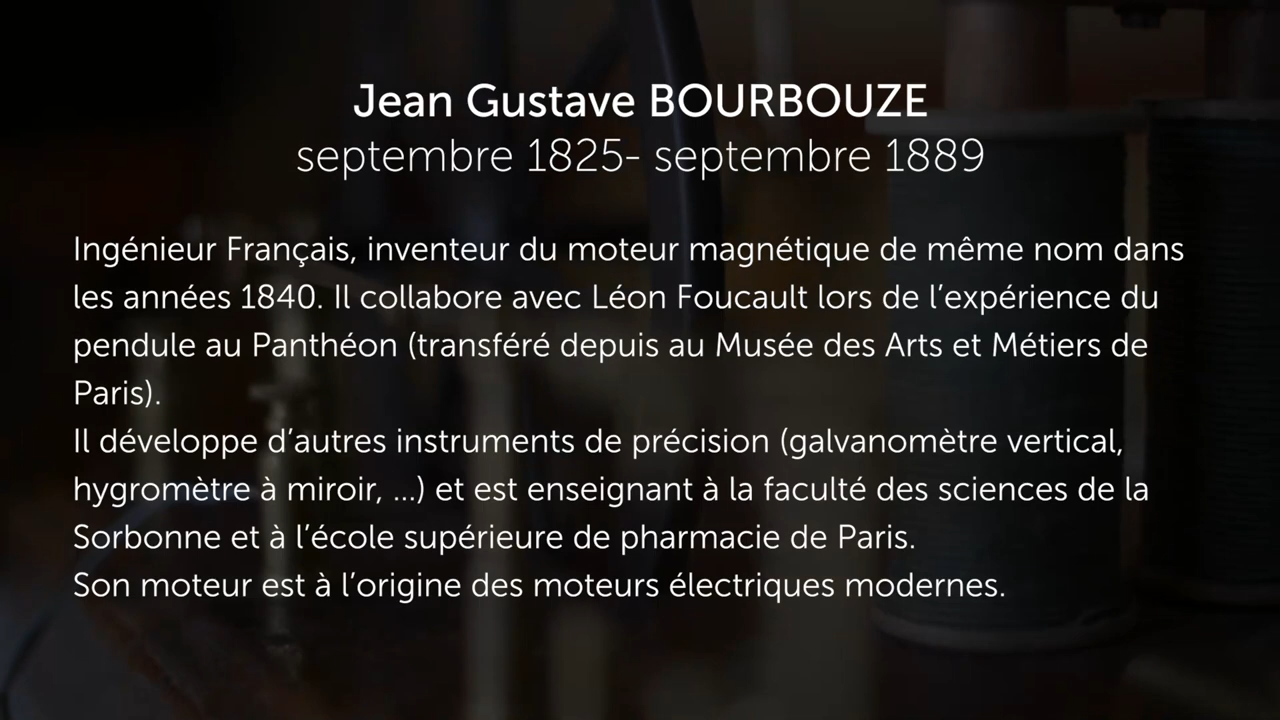 Jean Gustave BOURBOUZE
septembre 1825- septembre 1889
Ingénieur Français, inventeur du moteur magnétique de même nom dans
les années 1840. Il collabore avec Léon Foucault lors de l’expérience du
pendule au Panthéon (transféré depuis au Musée des Arts et Métiers de
Paris).
Il développe d’autres instruments de précision (galvanomètre vertical,
hygromètre à miroir, ...) et est enseignant à la faculté des sciences de la
Sorbonne et à l’école supérieure de pharmacie de Paris.
Son moteur est à l’origine des moteurs électriques modernes.